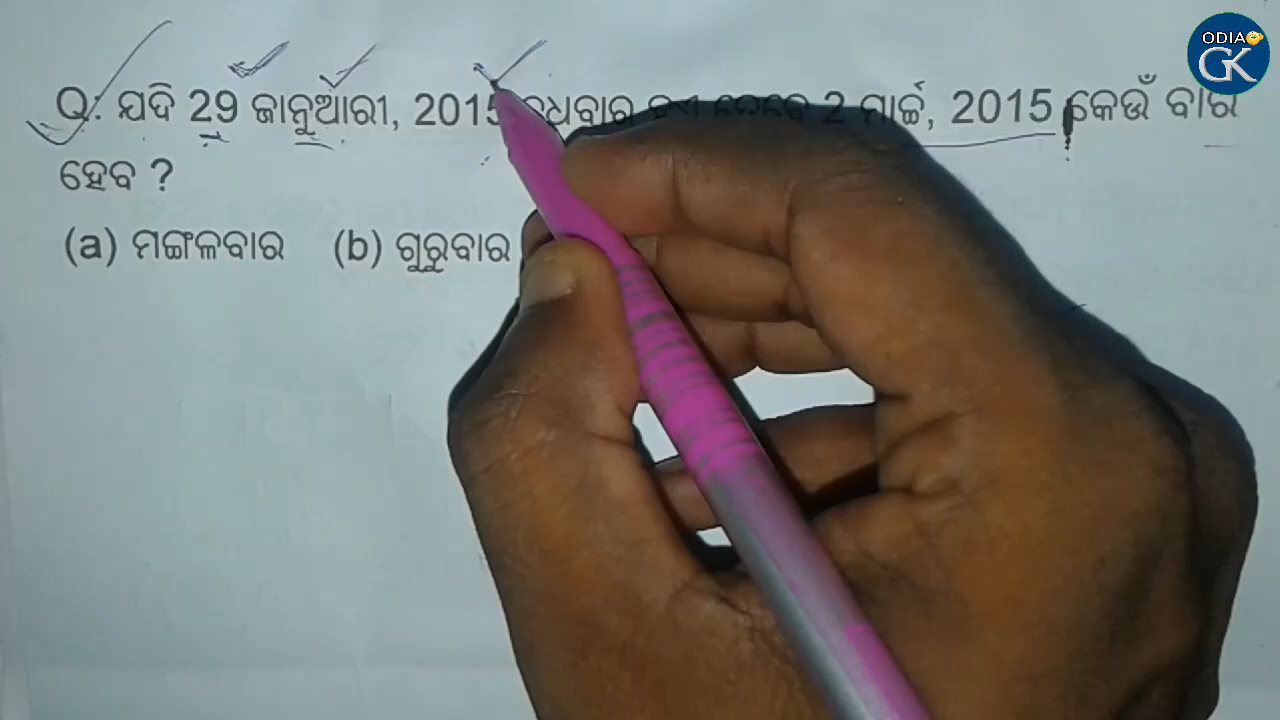 Q. ଯଦି 29 ଜାନୁଆରୀ, 2015 ବୁଧବାର 2 ମାର୍ଚ୍ଚ, 2015 କେଉଁ ବାର
ହେବ ?
(a) ମଙ୍ଗଳବାର (b) ଗୁରୁବାର
ODIA
GK